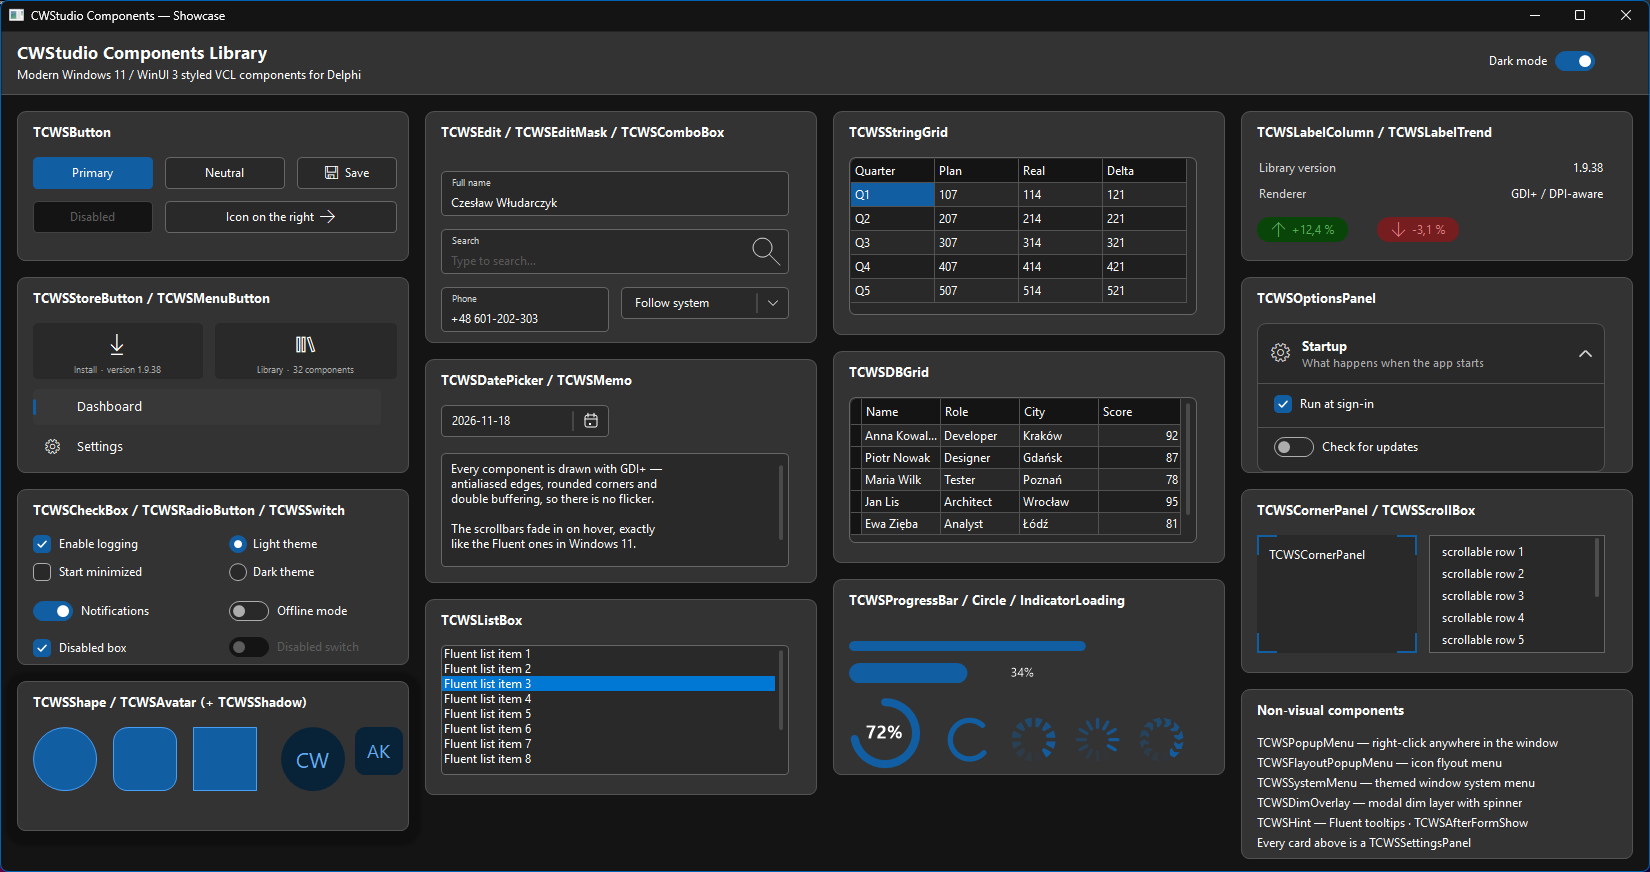 CWStudio Components — Showcase
CWStudio Components Library
Modern Windows 11 / WinUI 3 styled VCL components for Delphi
Dark mode
TCWSButton
Primary
Neutral
Save
Disabled
Icon on the right
TCWSStoreButton / TCWSMenuButton
Install · version 1.9.38
Library · 32 components
Dashboard
Settings
TCWSCheckBox / TCWSRadioButton / TCWSSwitch
Enable logging
Light theme
Start minimized
Dark theme
Notifications
Offline mode
Disabled box
Disabled switch
TCWSShape / TCWSAvatar (+ TCWSShadow)
CW
AK
TCWSEdit / TCWSEditMask / TCWSComboBox
Full name
Czesław Włudarczyk
Search
Type to search...
Phone
+48 601-202-303
Follow system
TCWSDatePicker / TCWSMemo
2026-11-18
Every component is drawn with GDI+ —
antialiased edges, rounded corners and
double buffering, so there is no flicker.
The scrollbars fade in on hover, exactly
like the Fluent ones in Windows 11.
TCWSListBox
Fluent list item 1
Fluent list item 2
Fluent list item 3
Fluent list item 4
Fluent list item 5
Fluent list item 6
Fluent list item 7
Fluent list item 8
TCWSStringGrid
Quarter Plan Real Delta
Q1 107 114 121
Q2 207 214 221
Q3 307 314 321
Q4 407 414 421
Q5 507 514 521
TCWSDBGrid
Name Role City Score
Anna Kowal... Developer Kraków 92
Piotr Nowak Designer Gdańsk 87
Maria Wilk Tester Poznań 78
Jan Lis Architect Wrocław 95
Ewa Zięba Analyst Łódź 81
TCWSProgressBar / Circle / IndicatorLoading
34%
72%
TCWSLabelColumn / TCWSLabelTrend
Library version 1.9.38
Renderer GDI+ / DPI-aware
+12,4 %
-3,1 %
TCWSOptionsPanel
Startup
What happens when the app starts
Run at sign-in
Check for updates
TCWSCornerPanel / TCWSScrollBox
TCWSCornerPanel
scrollable row 1
scrollable row 2
scrollable row 3
scrollable row 4
scrollable row 5
Non-visual components
TCWSPopupMenu — right-click anywhere in the window
TCWSFlayoutPopupMenu — icon flyout menu
TCWSSystemMenu — themed window system menu
TCWSDimOverlay — modal dim layer with spinner
TCWSHint — Fluent tooltips · TCWSAfterFormShow
Every card above is a TCWSSettingsPanel